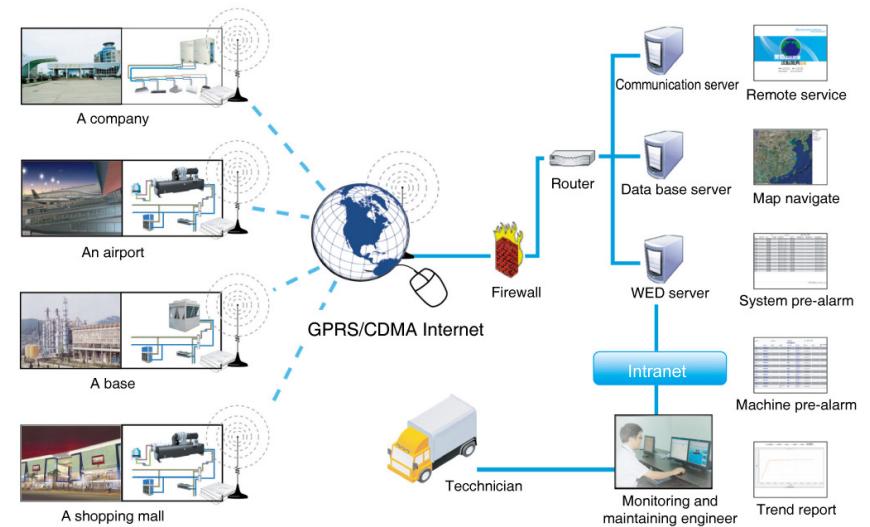 A company
An airport
A base
A shopping mall
GPRS/CDMA Internet
Firewall
Router
Communication server
Data base server
WED server
Intranet
Tecchnician
Monitoring and
maintaining engineer
Remote service
Map navigate
System pre-alarm
Machine pre-alarm
Trend report